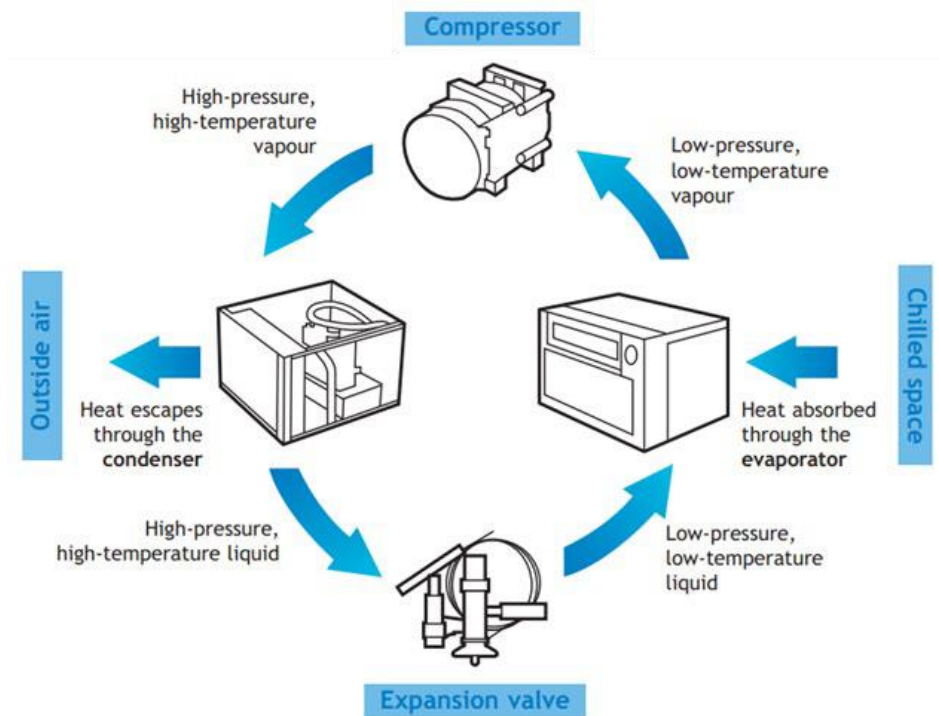 Compressor
High-pressure,
high-temperature
vapour
Low-pressure,
low-temperature
vapour
Outside air
Chilled space
Heat escapes
through the
condenser
Heat absorbed
through the
evaporator
High-pressure,
high-temperature liquid
Low-pressure,
low-temperature
liquid
Expansion valve